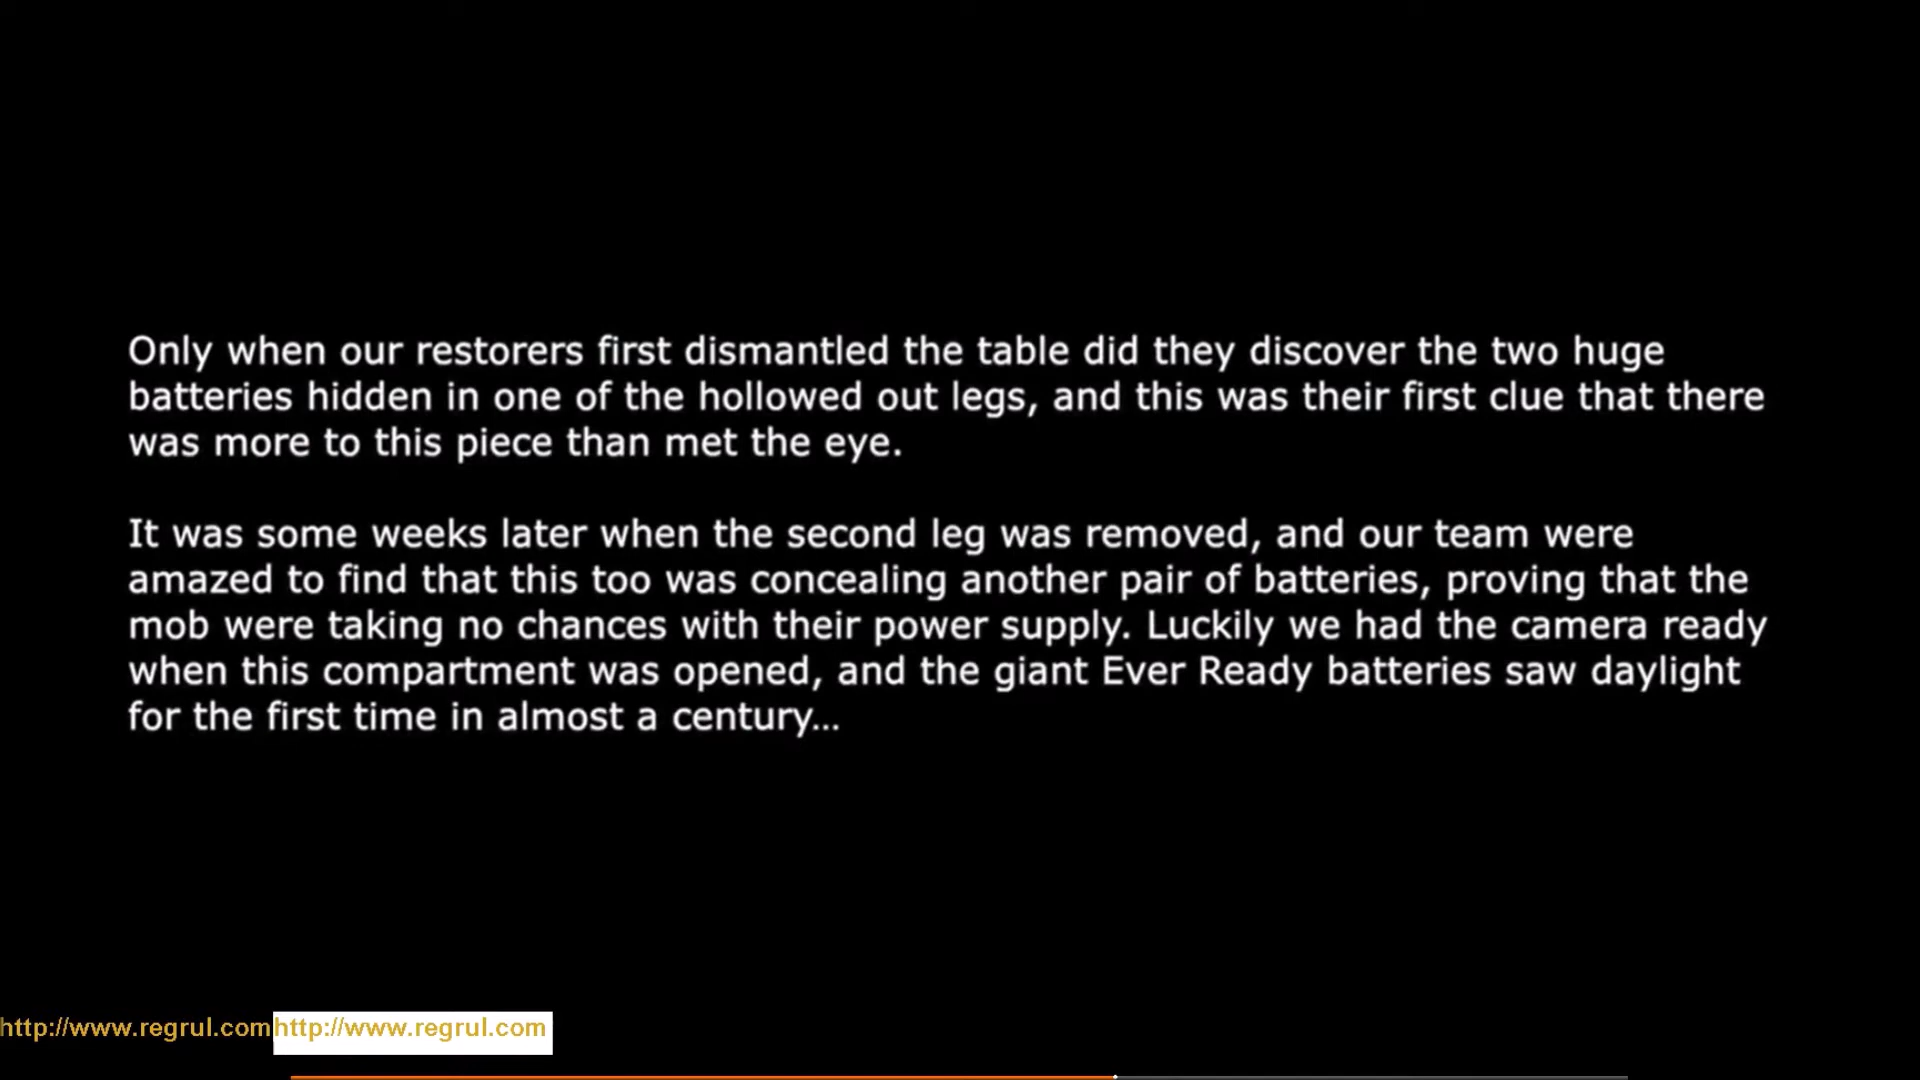 Only when our restorers first dismantled the table did they discover the two huge
batteries hidden in one of the hollowed out legs, and this was their first clue that there
was more to this piece than met the eye.
It was some weeks later when the second leg was removed, and our team were
amazed to find that this too was concealing another pair of batteries, proving that the
mob were taking no chances with their power supply. Luckily we had the camera ready
when this compartment was opened, and the giant Ever Ready batteries saw daylight
for the first time in almost a century...
http://www.regrul.comhttp://www.regrul.com